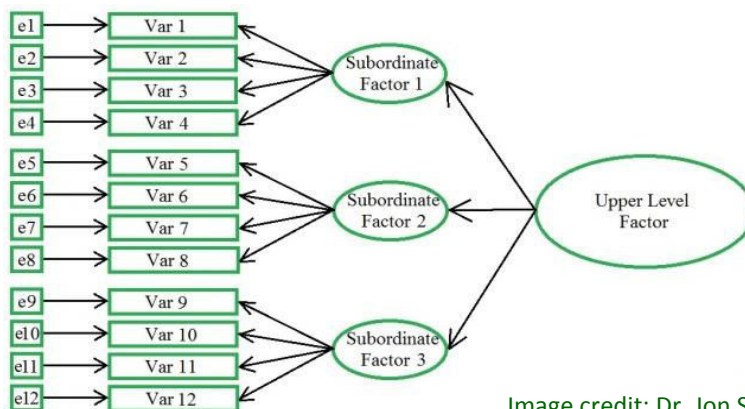 e1 Var 1
e2 Var 2
e3 Var 3
e4 Var 4
Subordinate
Factor 1
e5 Var 5
e6 Var 6
e7 Var 7
e8 Var 8
Subordinate
Factor 2
Upper Level
Factor
e9 Var 9
e10 Var 10
e11 Var 11
e12 Var 12
Subordinate
Factor 3
Image credit: Dr. Jon S